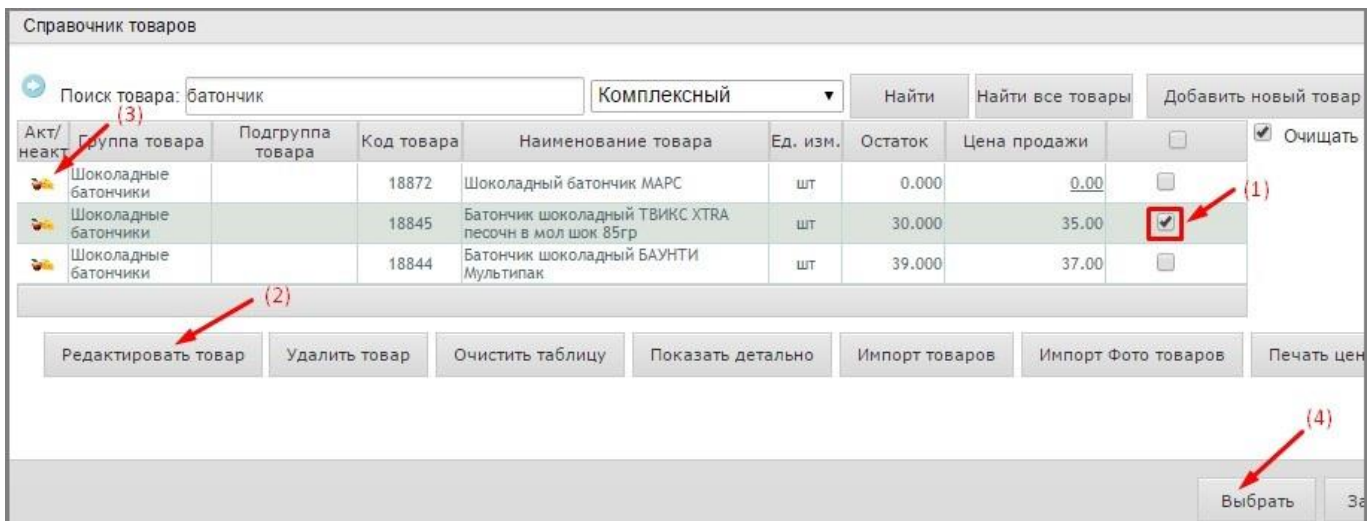 Справочник товаров
Поиск товара: батончик Комплексный Найти Найти все товары Добавить новый товар
(3)
Акт/неакт Группа товара Подгруппа товара Код товара Наименование товара Ед. изм. Остаток Цена продажи Очищать
Шоколадные батончики 18872 Шоколадный батончик МАРС шт 0.000 0.00
(1)
Шоколадные батончики 18845 Батончик шоколадный ТВИКС XTRA песочн в мол шок 85гр шт 30.000 35.00
Шоколадные батончики 18844 Батончик шоколадный БАУНТИ Мультипак шт 39.000 37.00
(2)
Редактировать товар Удалить товар Очистить таблицу Показать детально Импорт товаров Импорт Фото товаров Печать цен
(4)
Выбрать За